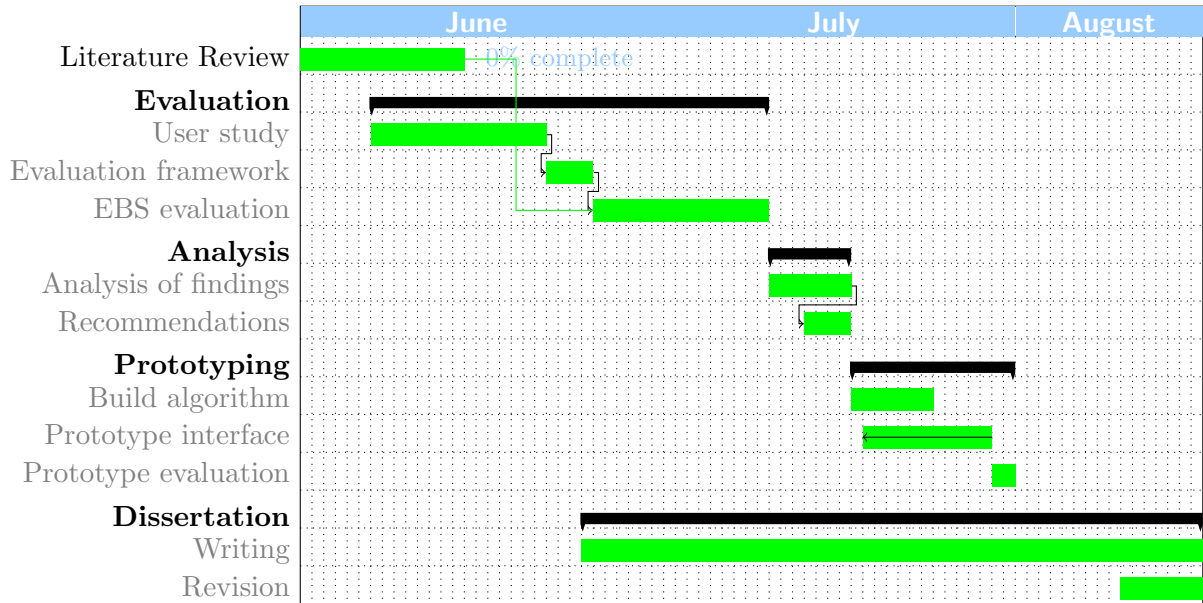 June July August
Literature Review 0% complete
Evaluation
User study
Evaluation framework
EBS evaluation
Analysis
Analysis of findings
Recommendations
Prototyping
Build algorithm
Prototype interface
Prototype evaluation
Dissertation
Writing
Revision